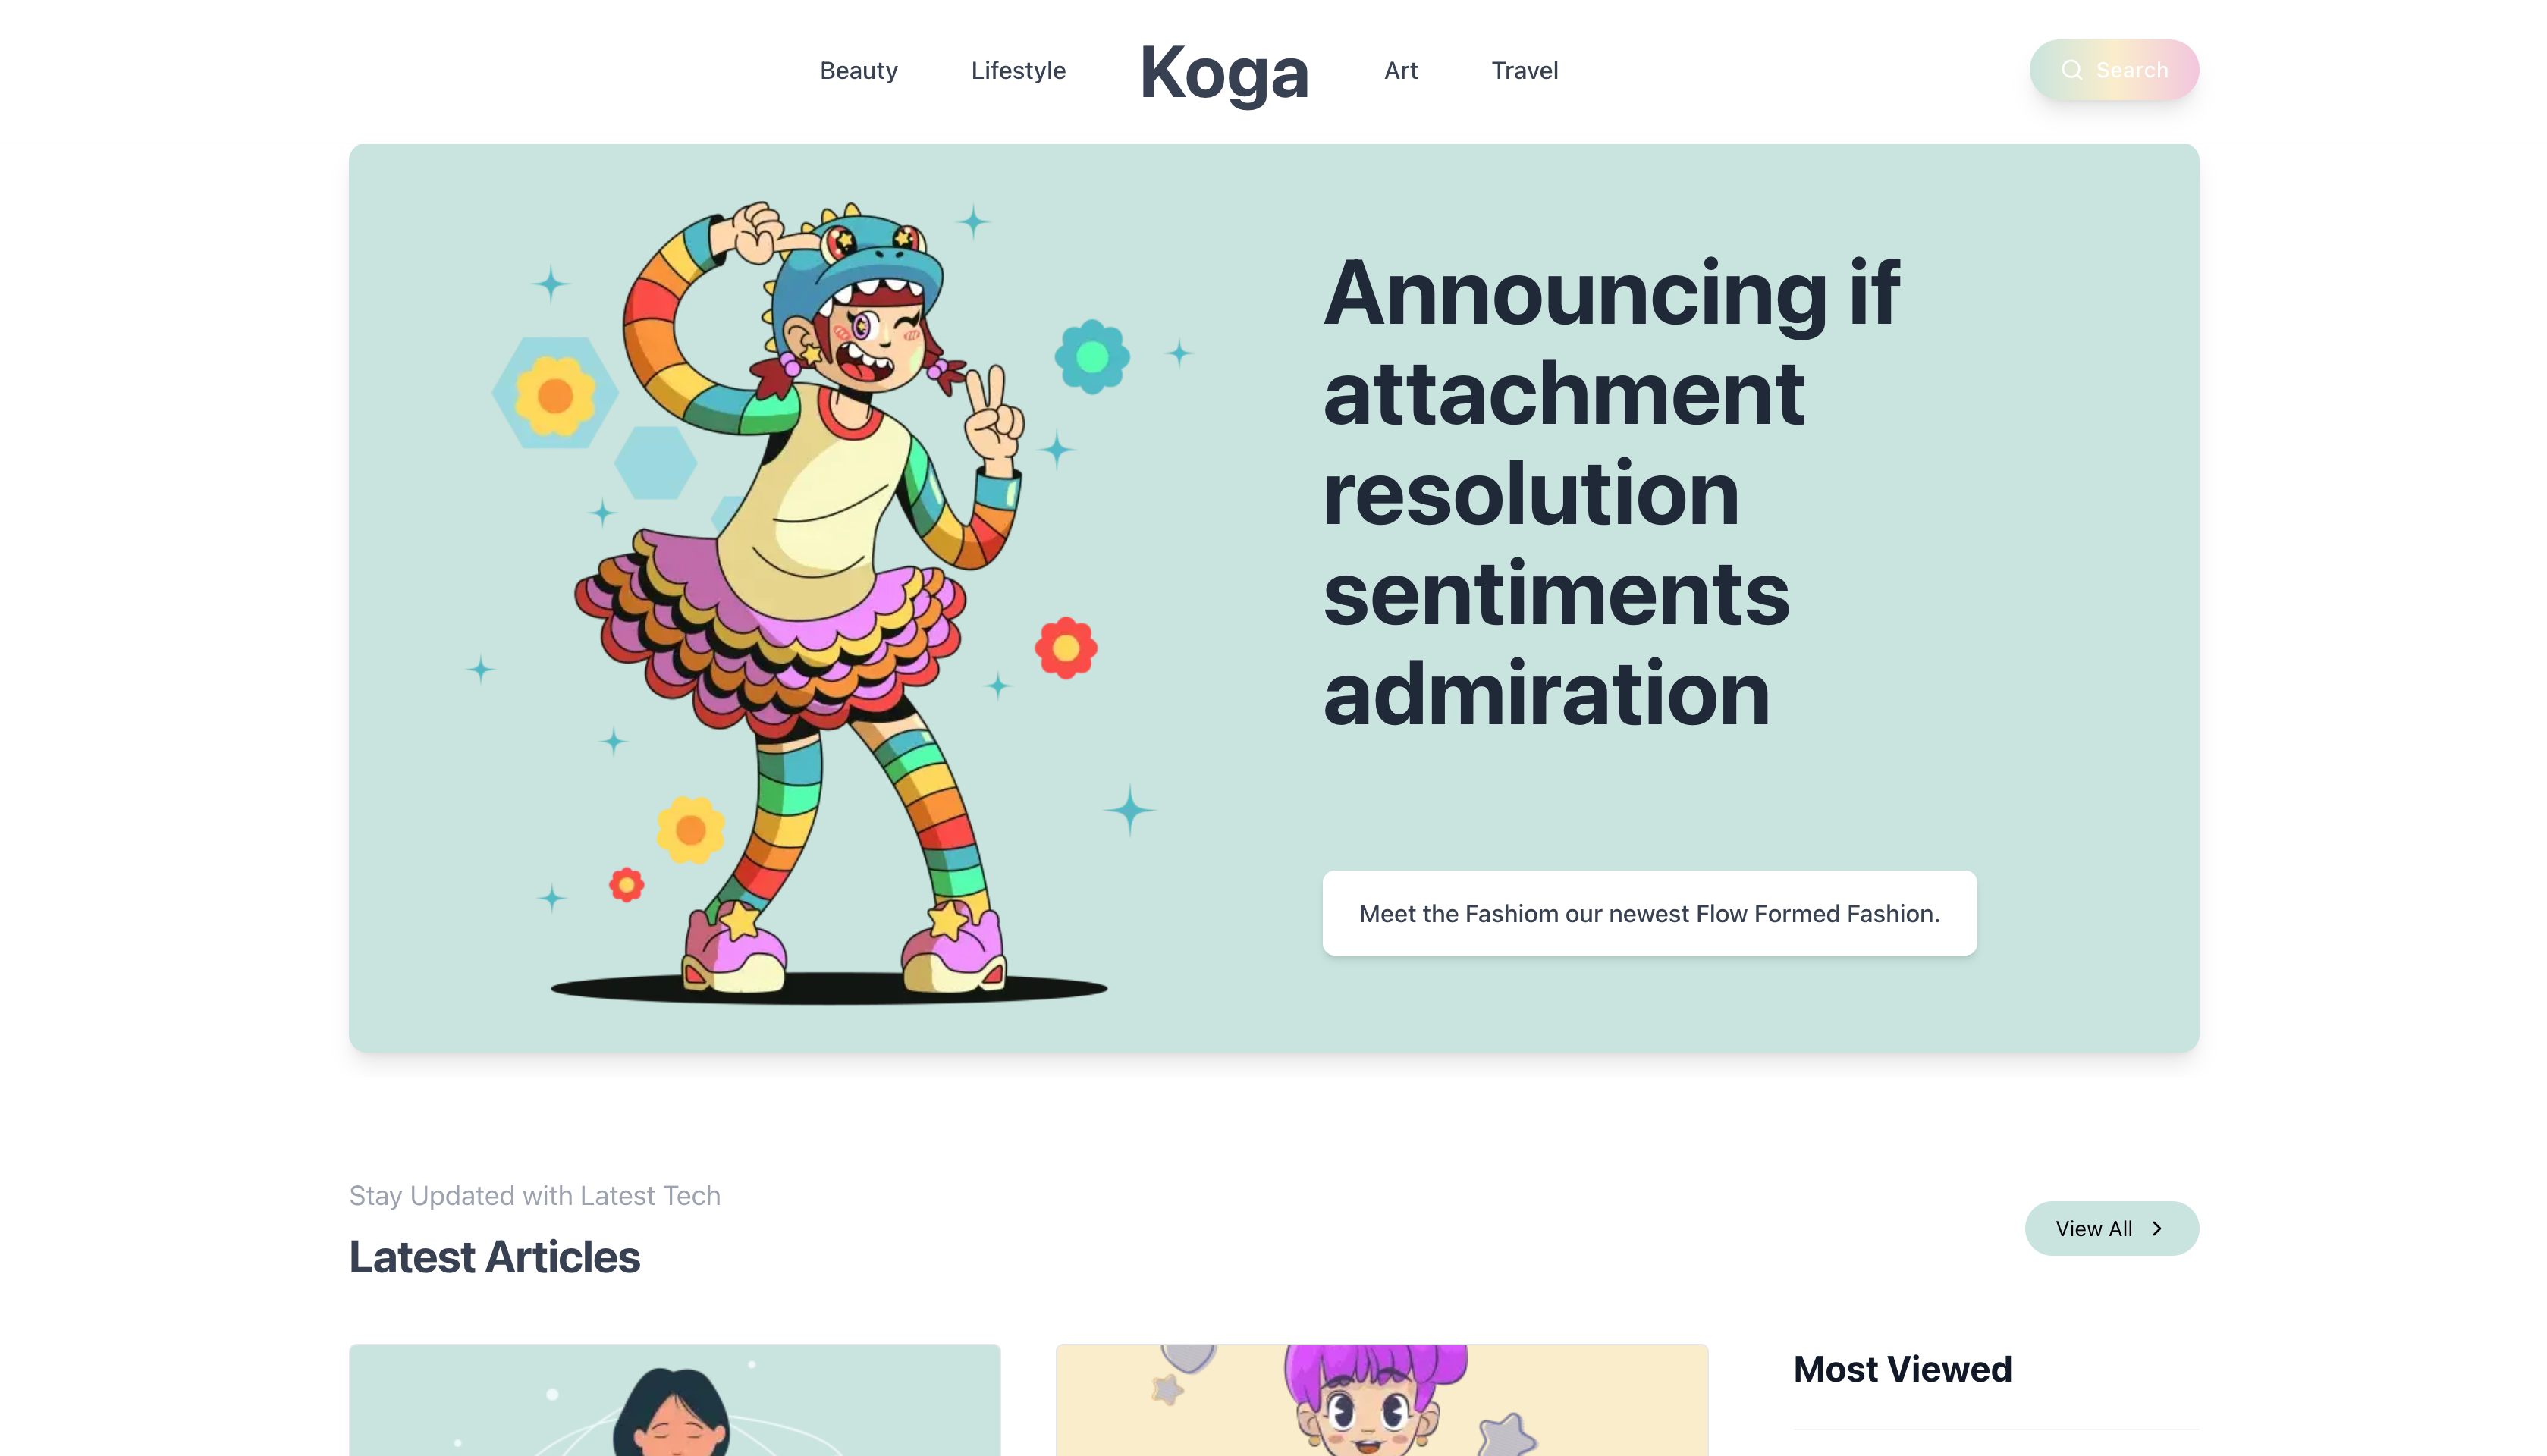 Beauty Lifestyle Koga Art Travel Search
Announcing if
attachment
resolution
sentiments
admiration
Meet the Fashiom our newest Flow Formed Fashion.
Stay Updated with Latest Tech
Latest Articles
View All
Most Viewed